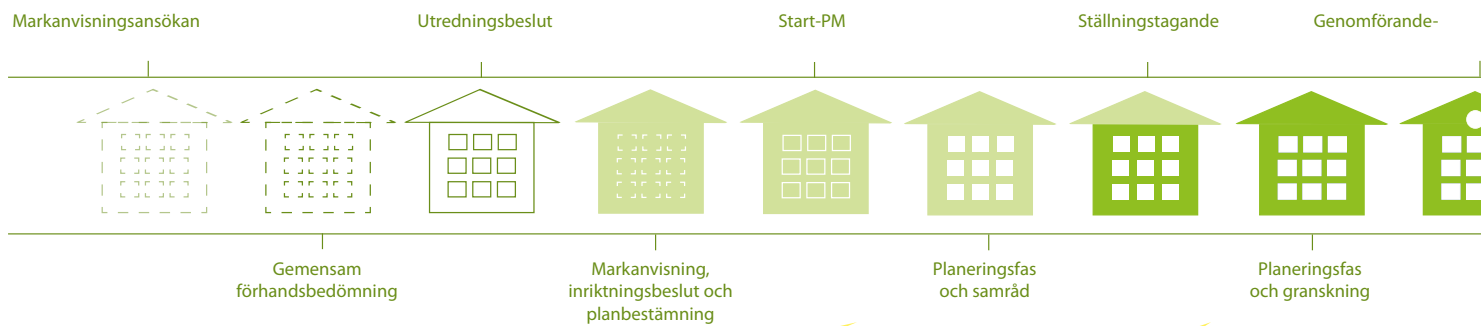 Markanvisningsansökan
Utredningsbeslut
Start-PM
Ställningstagande
Genomförande-
Gemensam
förhandsbedömning
Markanvisning,
inriktningsbeslut och
planbestämning
Planeringsfas
och samråd
Planeringsfas
och granskning